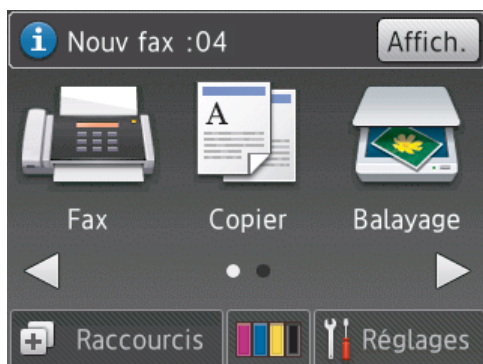 Nouv fax :04 Affich.
Fax Copier Balayage
Raccourcis Réglages